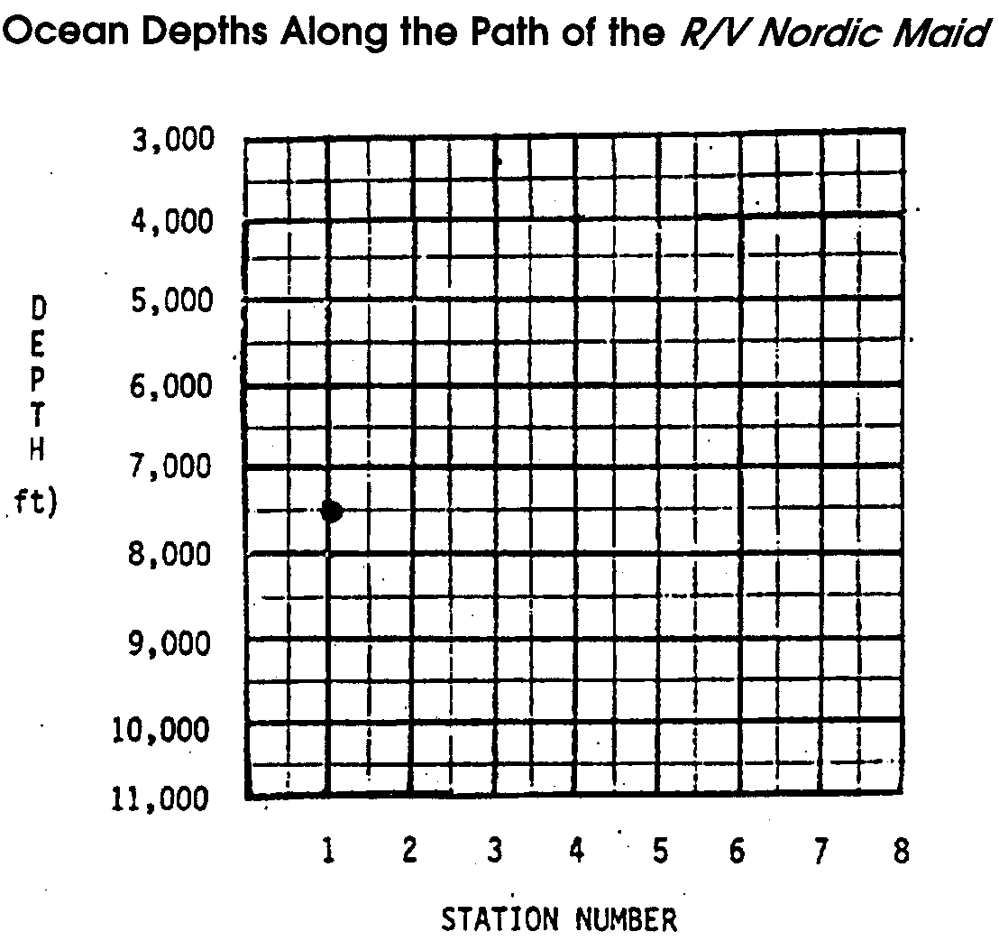 Ocean Depths Along the Path of the R/V Nordic Maid
3,000
4,000
5,000
6,000
7,000
8,000
9,000
10,000
11,000
DEPTH
ft)
1 2 3 4 5 6 7 8
STATION NUMBER